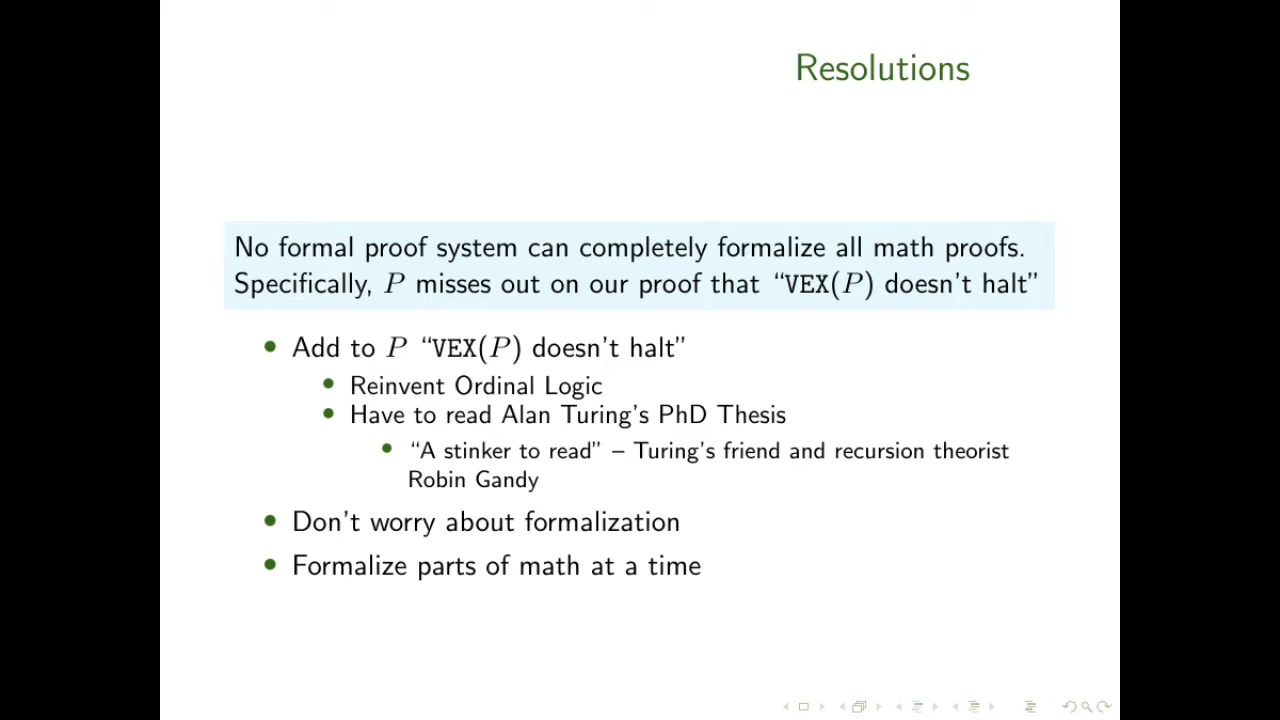 Resolutions
No formal proof system can completely formalize all math proofs.
Specifically, P misses out on our proof that “VEX(P) doesn’t halt”
• Add to P “VEX(P) doesn’t halt”
• Reinvent Ordinal Logic
• Have to read Alan Turing’s PhD Thesis
• “A stinker to read” – Turing’s friend and recursion theorist
Robin Gandy
• Don’t worry about formalization
• Formalize parts of math at a time